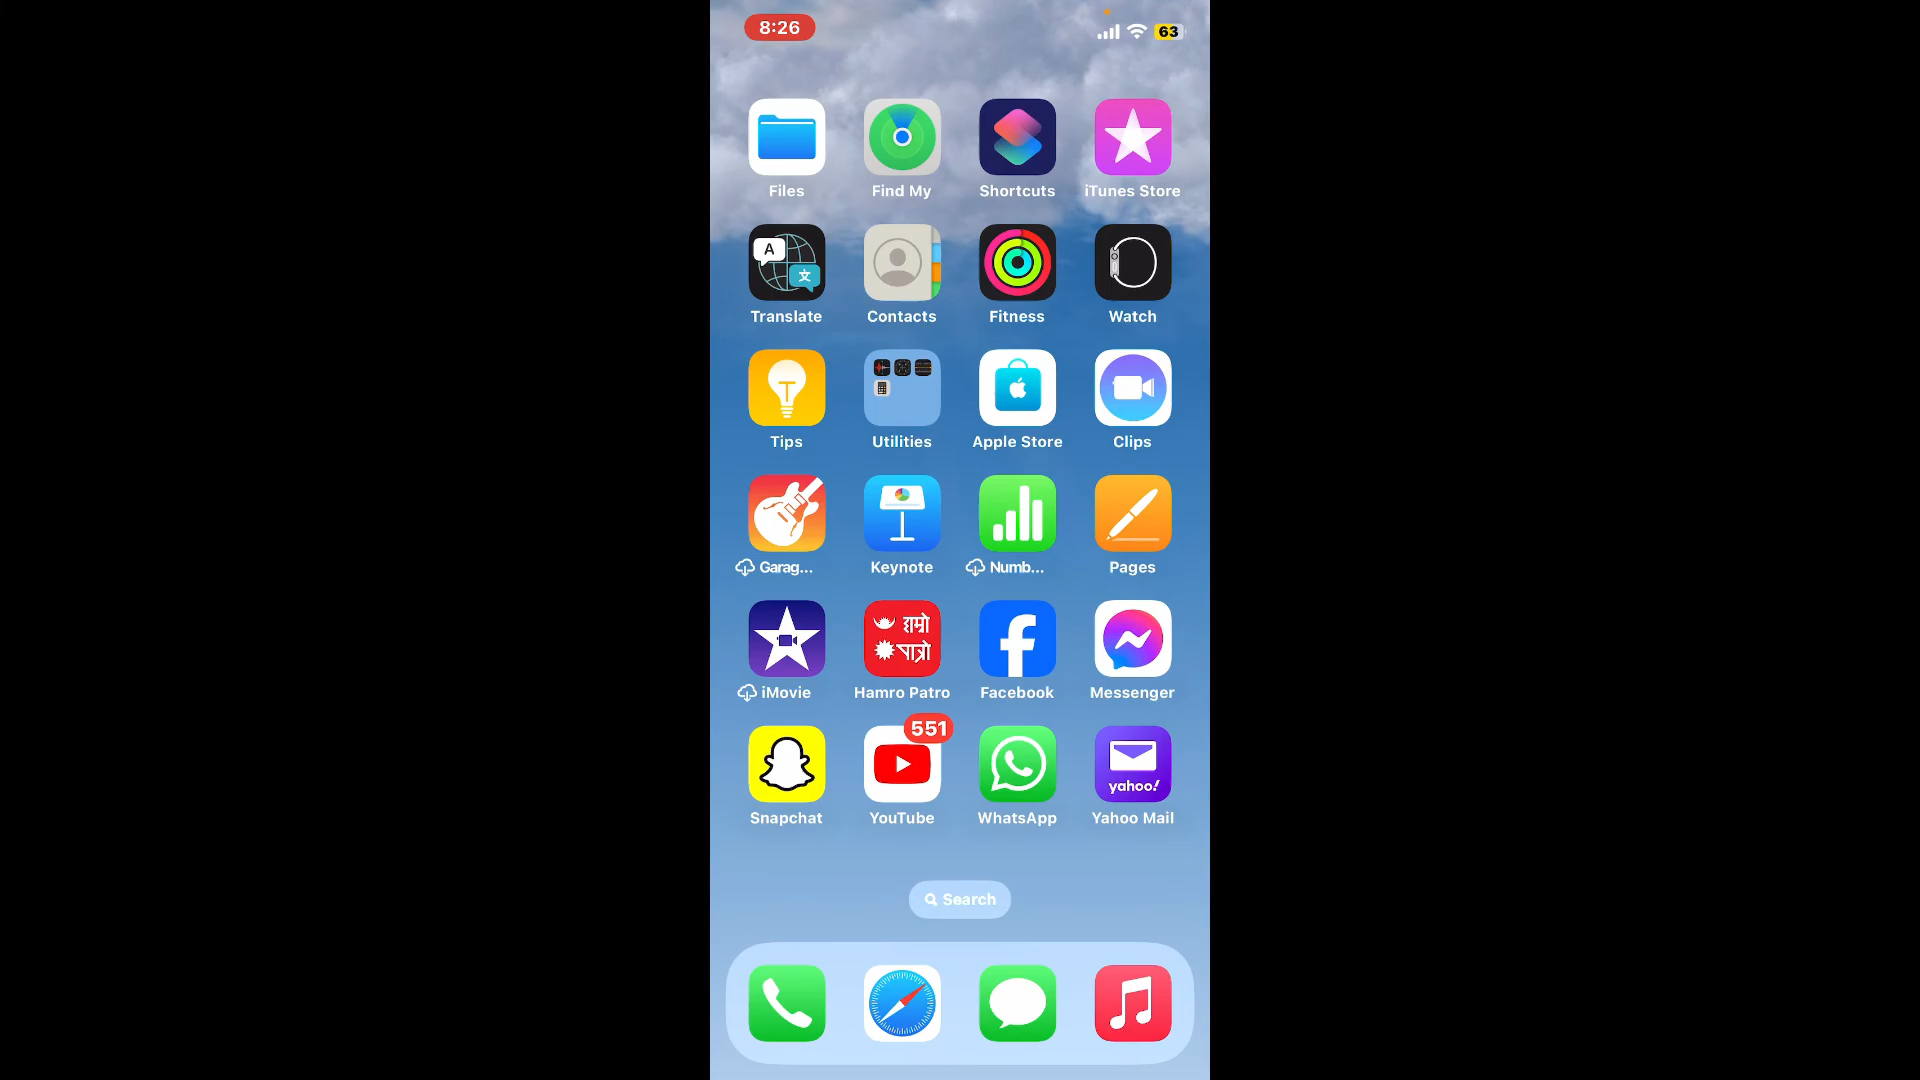 8:26
63
Files
Find My
Shortcuts
iTunes Store
A
文
Translate
Contacts
Fitness
Watch
Tips
Utilities
Apple Store
Clips
Garag...
Keynote
Numb...
Pages
हाम्रो
पात्रो
iMovie
Hamro Patro
Facebook
Messenger
551
yahoo!
Snapchat
YouTube
WhatsApp
Yahoo Mail
Search